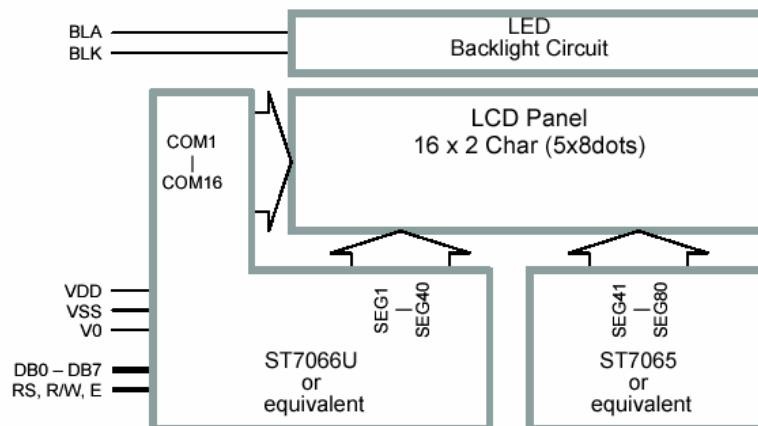 BLA
BLK
LED
Backlight Circuit
LCD Panel
16 x 2 Char (5x8dots)
COM1
|
COM16
VDD
VSS
V0
DB0 – DB7
RS, R/W, E
SEG1
—
SEG40
ST7066U
or
equivalent
SEG41
—
SEG80
ST7065
or
equivalent